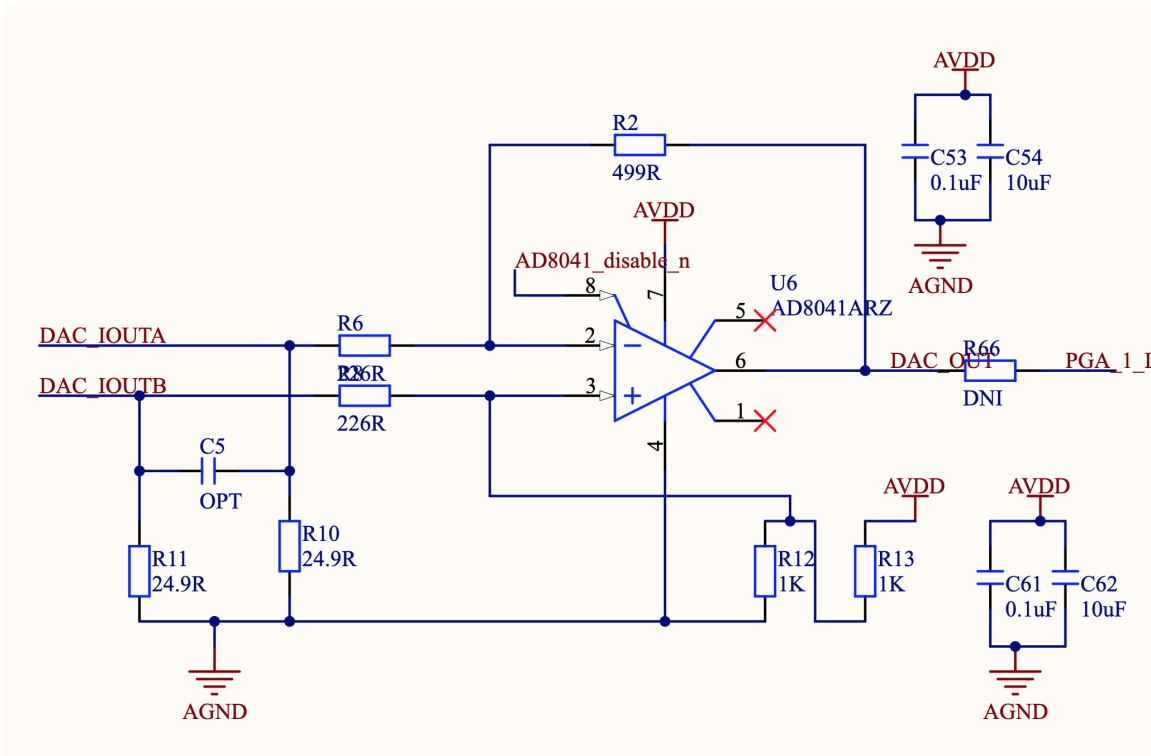 AVDD
R2
499R
C53
0.1uF
C54
10uF
AGND
AVDD
AD8041_disable_n
8
7
U6
AD8041ARZ
5
DAC_IOUTA
R6
226R
2
6
DAC_OUT
R66
DNI
PGA_1_I
DAC_IOUTB
R8
226R
3
1
4
C5
OPT
R11
24.9R
R10
24.9R
AGND
R12
1K
AVDD
R13
1K
AVDD
C61
0.1uF
C62
10uF
AGND